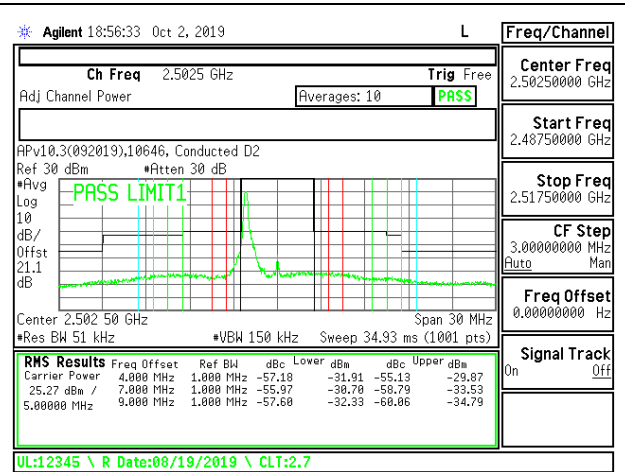 Agilent 18:56:33 Oct 2, 2019 L Freq/Channel
Ch Freq 2.5025 GHz Trig Free
Adj Channel Power Averages: 10 PASS
Center Freq
2.50250000 GHz
Start Freq
2.48750000 GHz
APv10.3(092019),10646, Conducted D2
Ref 30 dBm #Atten 30 dB
#Avg
Log
10
dB/
Offst
21.1
dB
PASS LIMIT1
Stop Freq
2.51750000 GHz
CF Step
3.00000000 MHz
Auto Man
Freq Offset
0.00000000 Hz
Center 2.502 50 GHz Span 30 MHz
#Res BW 51 kHz #VBW 150 kHz Sweep 34.93 ms (1001 pts)
Signal Track
On Off
RMS Results Freq Offset Ref BW dBc Lower dBm dBc Upper dBm
Carrier Power 4.000 MHz 1.000 MHz -57.18 -31.91 -55.13 -29.87
25.27 dBm / 7.000 MHz 1.000 MHz -55.97 -30.70 -58.79 -33.53
5.00000 MHz 9.000 MHz 1.000 MHz -57.60 -32.33 -60.06 -34.79
UL:12345 \ R Date:08/19/2019 \ CLT:2.7